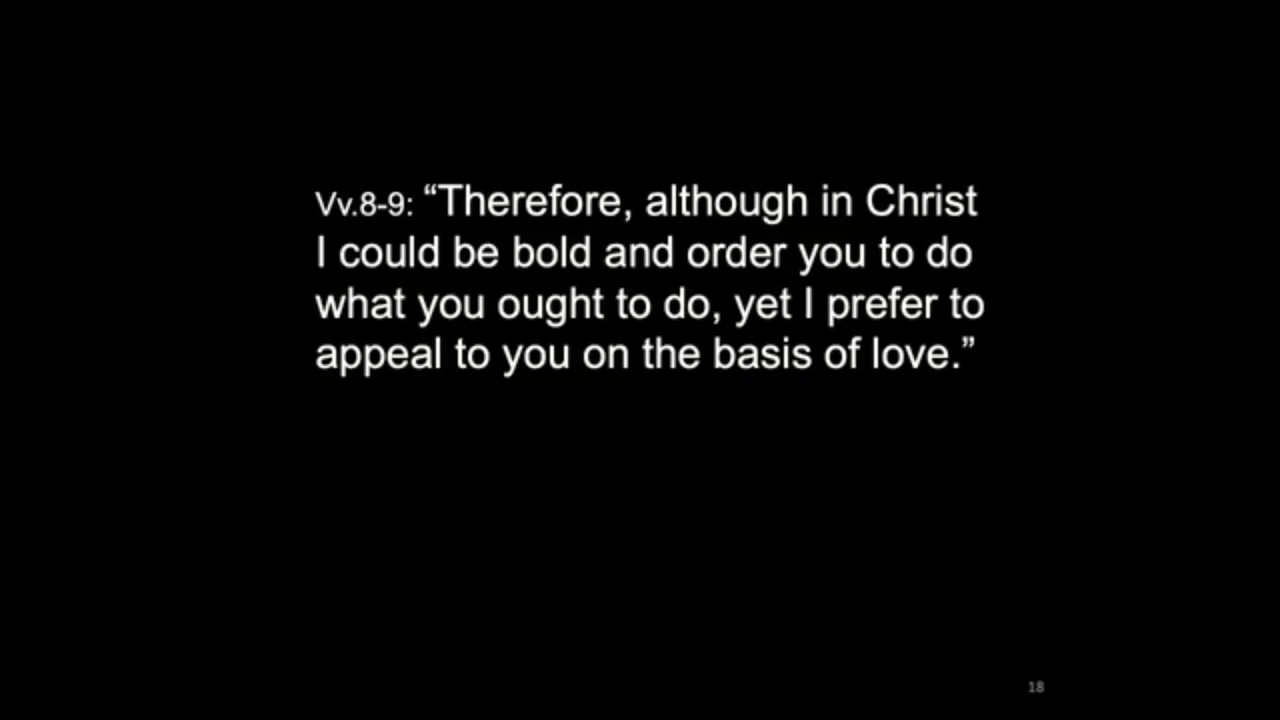 Vv.8-9: “Therefore, although in Christ
I could be bold and order you to do
what you ought to do, yet I prefer to
appeal to you on the basis of love.”
18